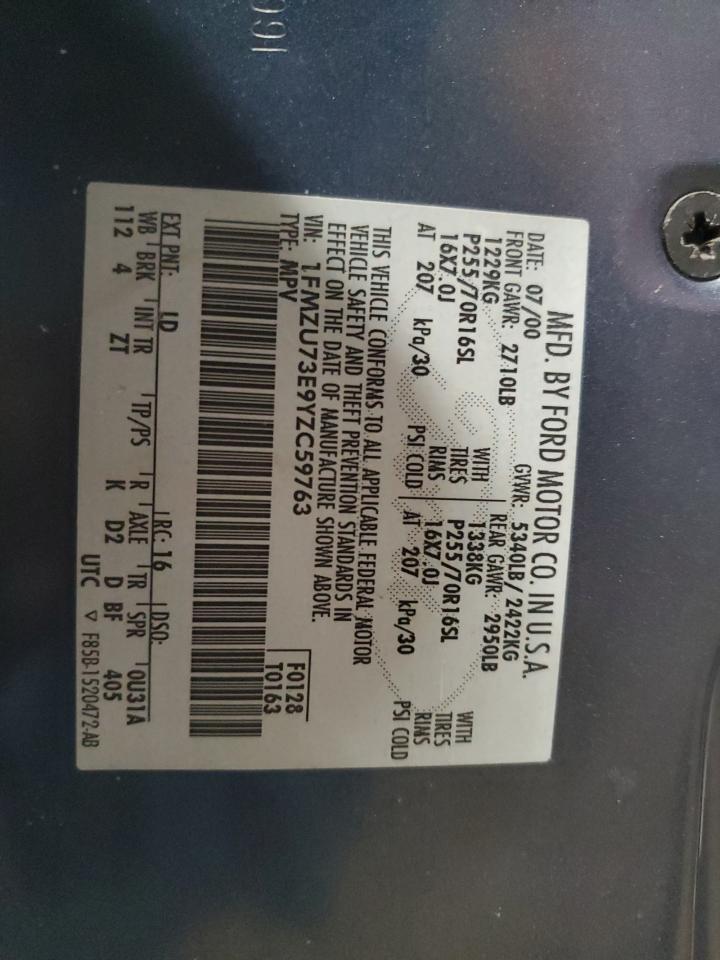 MFD. BY FORD MOTOR CO. IN U.S.A.
DATE: 07/00 GVWR: 5340LB / 2422KG
FRONT GAWR: 2710LB REAR GAWR: 2950LB
1229KG WITH 1338KG WITH
P255/70R16SL TIRES P255/70R16SL TIRES
16X7.0J RIMS 16X7.0J RIMS
AT 207 kPa/30 PSI COLD AT 207 kPa/30 PSI COLD
THIS VEHICLE CONFORMS TO ALL APPLICABLE FEDERAL MOTOR
VEHICLE SAFETY AND THEFT PREVENTION STANDARDS IN
EFFECT ON THE DATE OF MANUFACTURE SHOWN ABOVE.
VIN: 1FMZU73E9YZC59763 F0128
TYPE: MPV T0163
EXT PNT: LD RC: 16 DSO:
WB BRK INT TR TP/PS R AXLE TR SPR 0U31A
112 4 ZT K D2 D BF 405
UTC ▽ F85B-1520472-AB